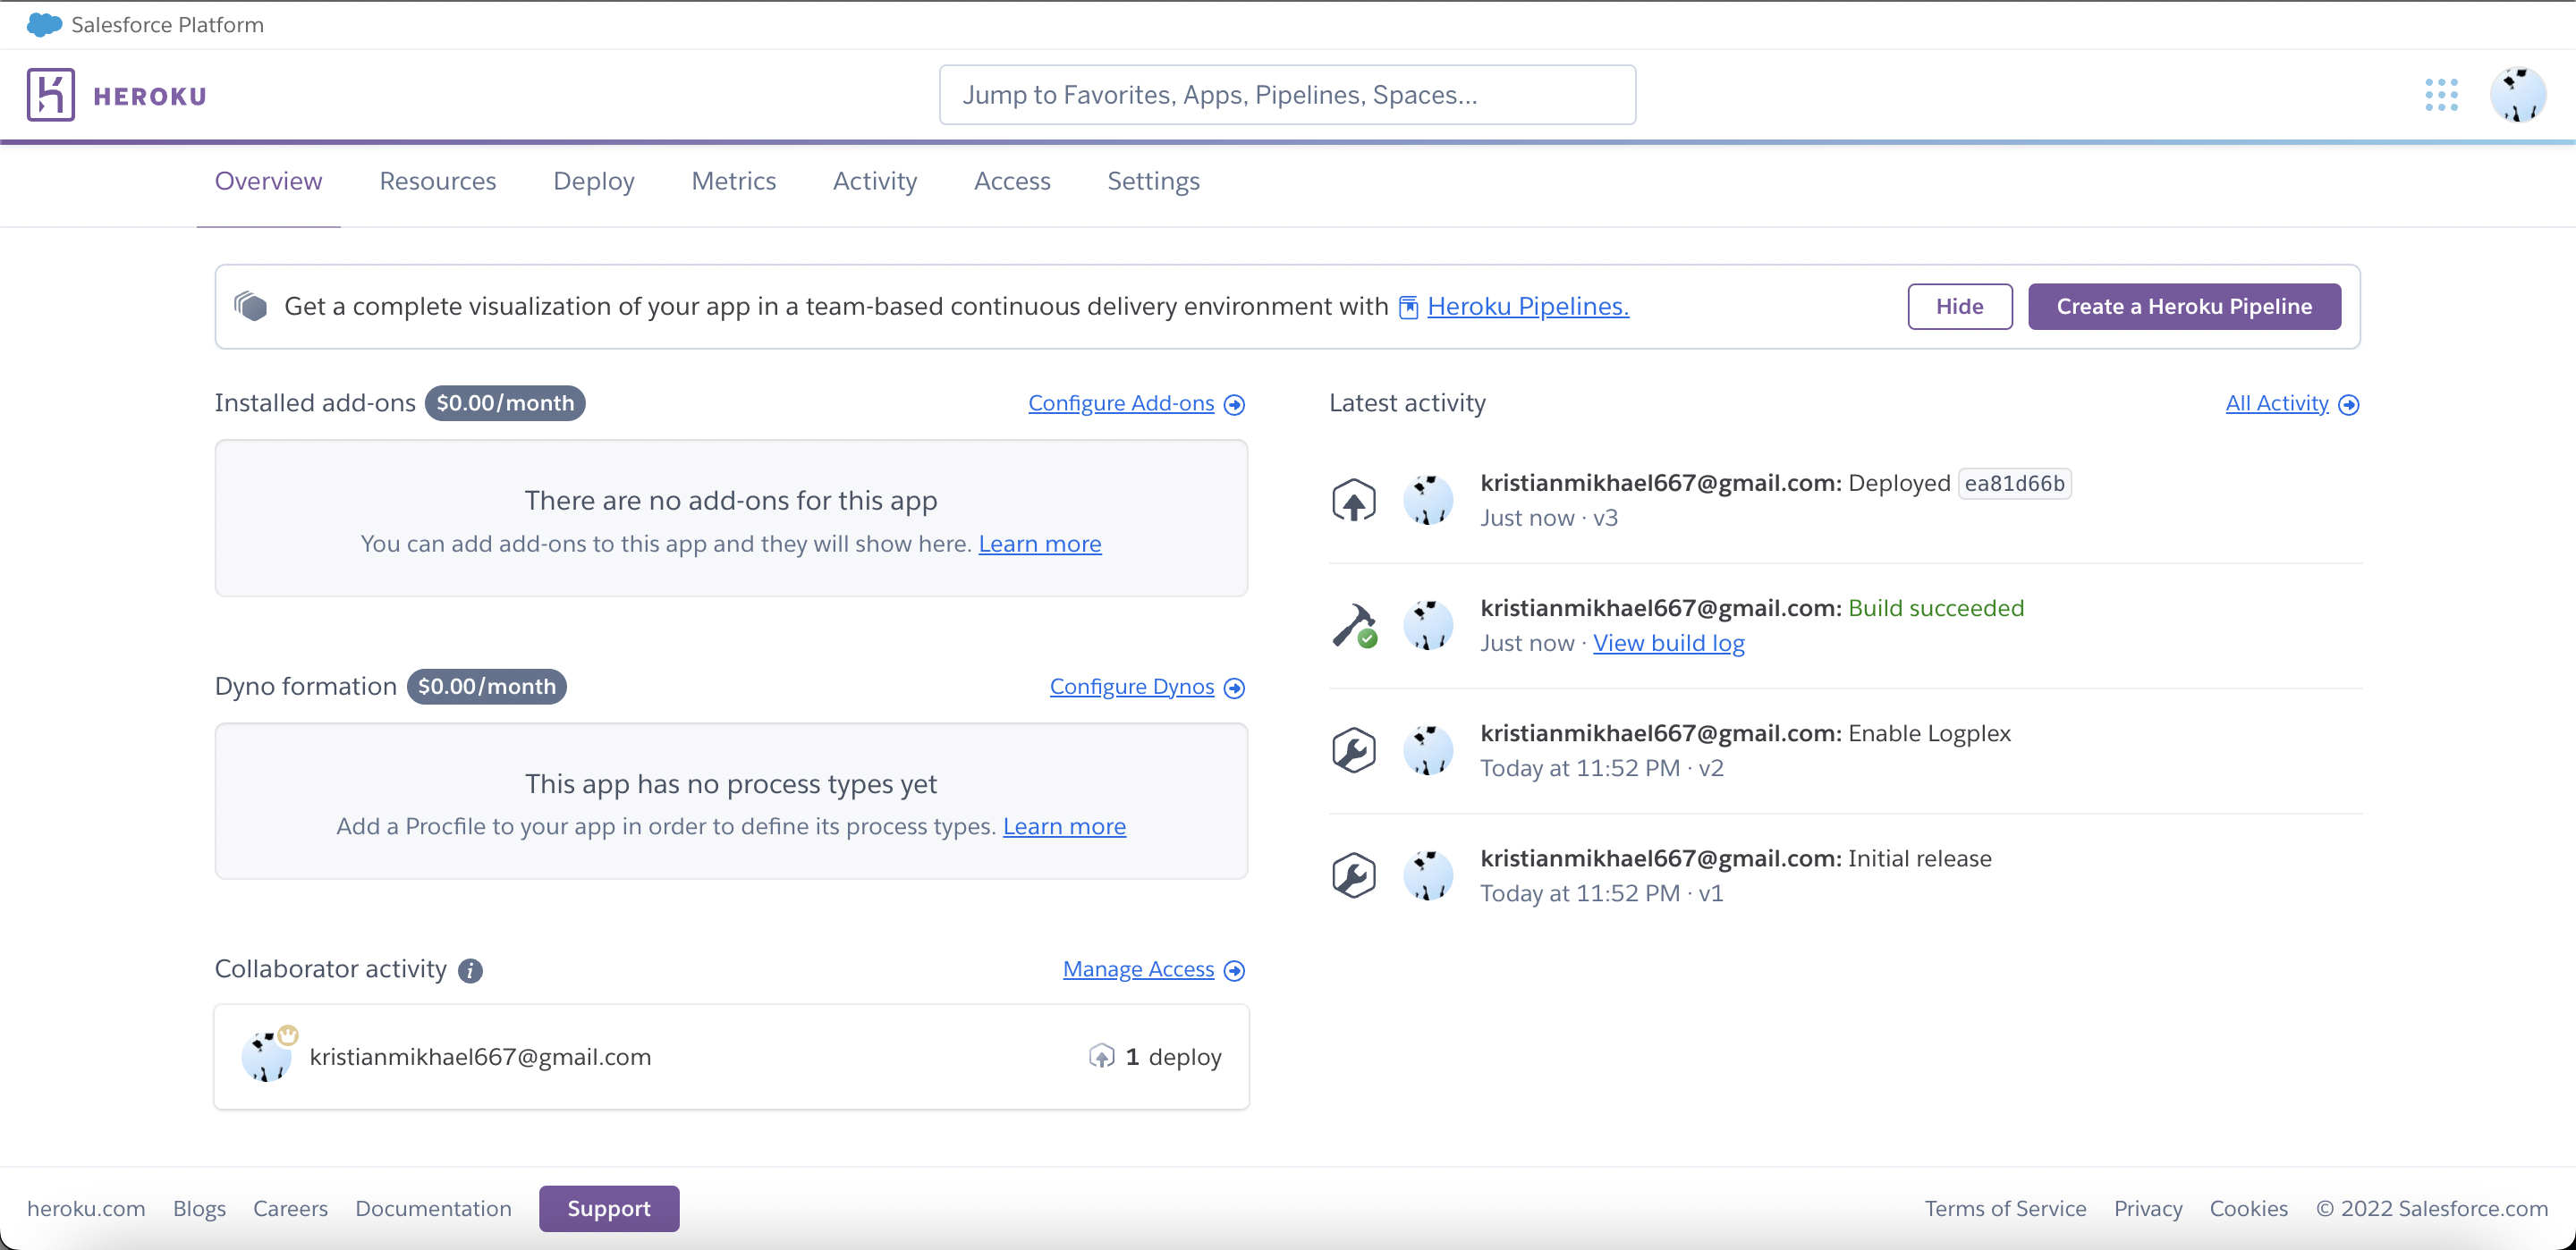 Salesforce Platform
HEROKU
Jump to Favorites, Apps, Pipelines, Spaces...
Overview Resources Deploy Metrics Activity Access Settings
Get a complete visualization of your app in a team-based continuous delivery environment with Heroku Pipelines.
Hide
Create a Heroku Pipeline
Installed add-ons $0.00/month Configure Add-ons
There are no add-ons for this app
You can add add-ons to this app and they will show here. Learn more
Dyno formation $0.00/month Configure Dynos
This app has no process types yet
Add a Procfile to your app in order to define its process types. Learn more
Collaborator activity i Manage Access
kristianmikhael667@gmail.com 1 deploy
Latest activity All Activity
kristianmikhael667@gmail.com: Deployed ea81d66b
Just now · v3
kristianmikhael667@gmail.com: Build succeeded
Just now · View build log
kristianmikhael667@gmail.com: Enable Logplex
Today at 11:52 PM · v2
kristianmikhael667@gmail.com: Initial release
Today at 11:52 PM · v1
heroku.com Blogs Careers Documentation Support Terms of Service Privacy Cookies © 2022 Salesforce.com